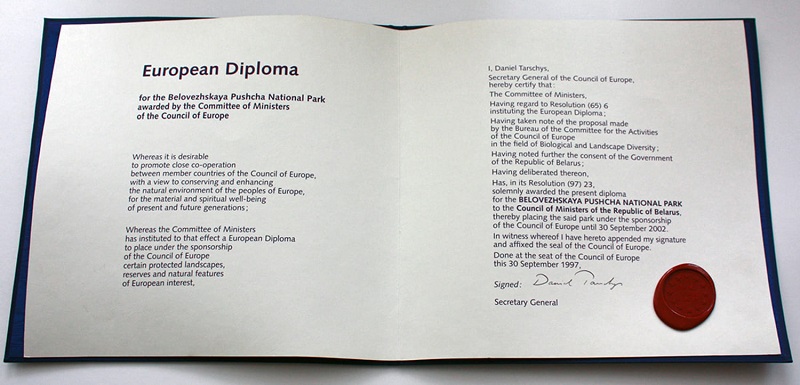 European Diploma
for the Belovezhskaya Pushcha National Park
awarded by the Committee of Ministers
of the Council of Europe
Whereas it is desirable
to promote close co-operation
between member countries of the Council of Europe,
with a view to conserving and enhancing
the natural environment of the peoples of Europe,
for the material and spiritual well-being
of present and future generations;
Whereas the Committee of Ministers
has instituted to that effect a European Diploma
to place under the sponsorship
of the Council of Europe
certain protected landscapes,
reserves and natural features
of European interest,
I, Daniel Tarschys,
Secretary General of the Council of Europe,
hereby certify that:
The Committee of Ministers,
Having regard to Resolution (65) 6
instituting the European Diploma;
Having taken note of the proposal made
by the Bureau of the Committee for the Activities
of the Council of Europe
in the field of Biological and Landscape Diversity;
Having noted further the consent of the Government
of the Republic of Belarus;
Having deliberated thereon,
Has, in its Resolution (97) 23,
solemnly awarded the present diploma
for the BELOVEZHSKAYA PUSHCHA NATIONAL PARK
to the Council of Ministers of the Republic of Belarus,
thereby placing the said park under the sponsorship
of the Council of Europe until 30 September 2002.
In witness whereof I have hereto appended my signature
and affixed the seal of the Council of Europe.
Done at the seat of the Council of Europe
this 30 September 1997,
Signed: Daniel Tarschys
Secretary General